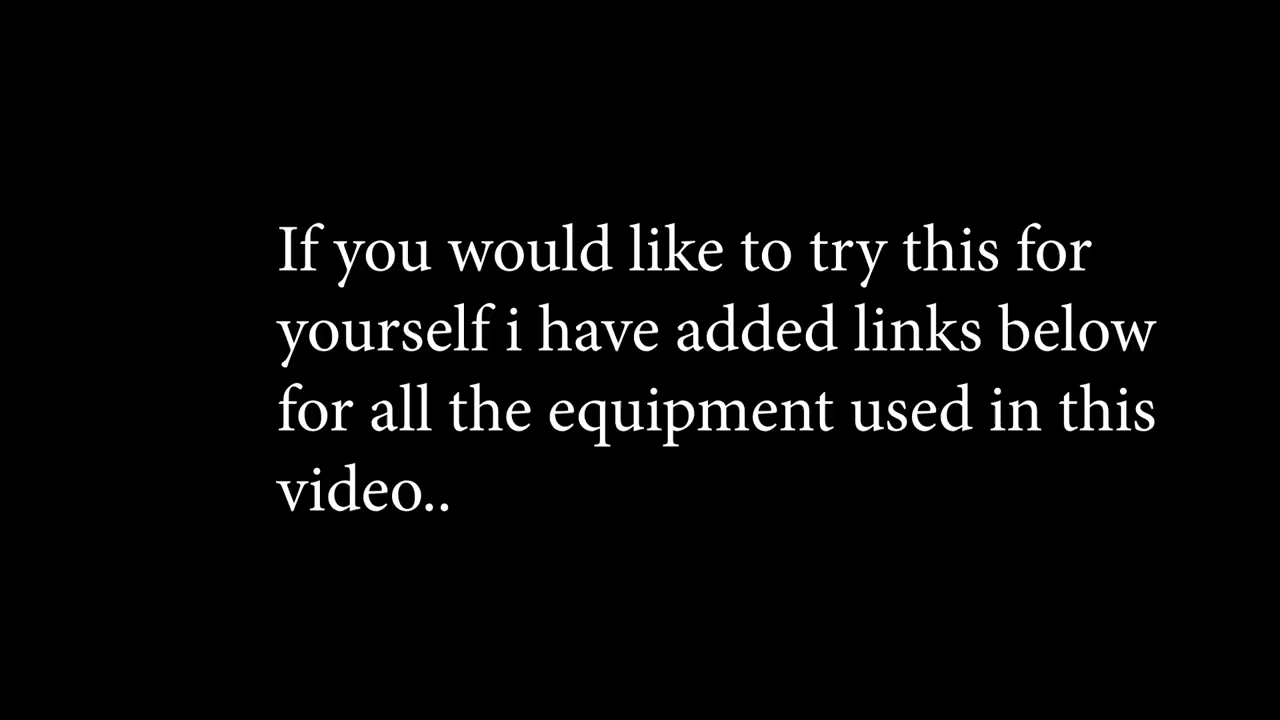 If you would like to try this for
yourself i have added links below
for all the equipment used in this
video..